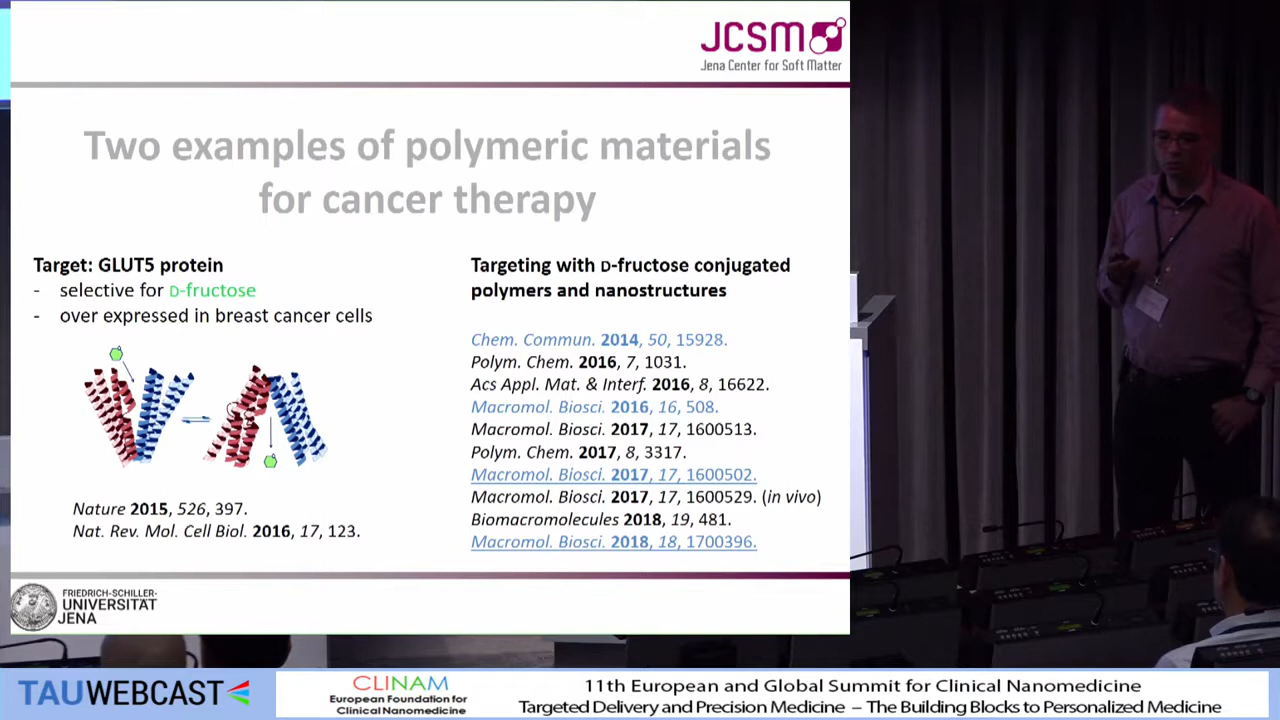 JCSM
Jena Center for Soft Matter
Two examples of polymeric materials
for cancer therapy
Target: GLUT5 protein
- selective for D-fructose
- over expressed in breast cancer cells
Nature 2015, 526, 397.
Nat. Rev. Mol. Cell Biol. 2016, 17, 123.
Targeting with D-fructose conjugated
polymers and nanostructures
Chem. Commun. 2014, 50, 15928.
Polym. Chem. 2016, 7, 1031.
Acs Appl. Mat. & Interf. 2016, 8, 16622.
Macromol. Biosci. 2016, 16, 508.
Macromol. Biosci. 2017, 17, 1600513.
Polym. Chem. 2017, 8, 3317.
Macromol. Biosci. 2017, 17, 1600502.
Macromol. Biosci. 2017, 17, 1600529. (in vivo)
Biomacromolecules 2018, 19, 481.
Macromol. Biosci. 2018, 18, 1700396.
FRIEDRICH-SCHILLER-
UNIVERSITÄT
JENA
TAUWEBCAST
CLINAM
European Foundation for
Clinical Nanomedicine
11th European and Global Summit for Clinical Nanomedicine
Targeted Delivery and Precision Medicine – The Building Blocks to Personalized Medicine